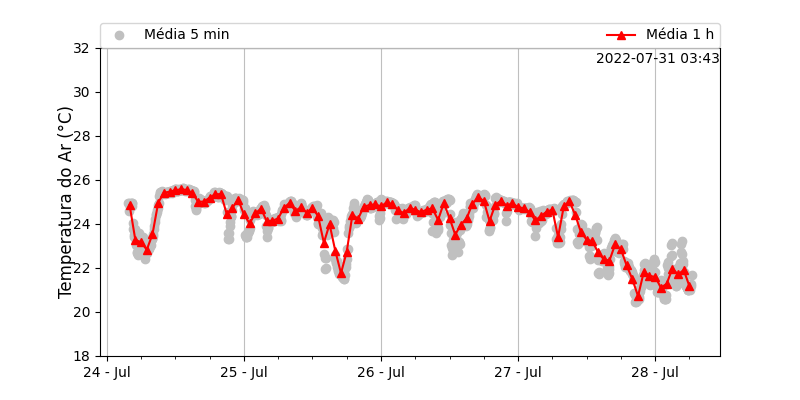 Média 5 min
Média 1 h
2022-07-31 03:43
Temperatura do Ar (°C)
32
30
28
26
24
22
20
18
24 - Jul
25 - Jul
26 - Jul
27 - Jul
28 - Jul